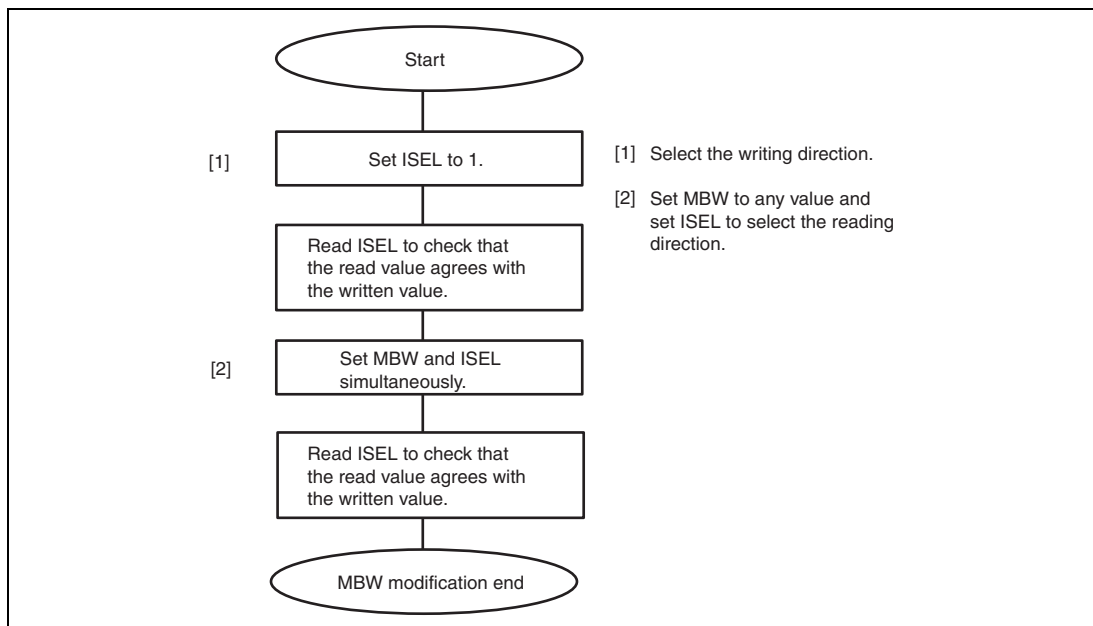 Start
[1]
Set ISEL to 1.
[1] Select the writing direction.
[2] Set MBW to any value and
set ISEL to select the reading
direction.
Read ISEL to check that
the read value agrees with
the written value.
[2]
Set MBW and ISEL
simultaneously.
Read ISEL to check that
the read value agrees with
the written value.
MBW modification end